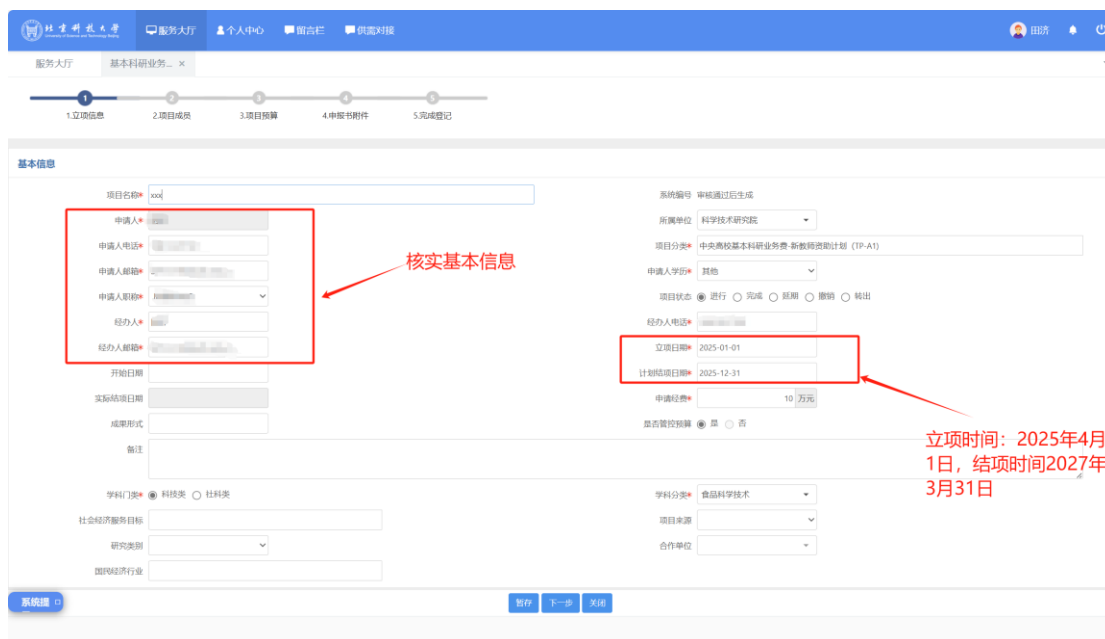 北京科技大学
University of Science and Technology Beijing
服务大厅 个人中心 留言栏 供需对接 田济
服务大厅 基本科研业务... ×
1 2 3 4 5
1.立项信息 2.项目成员 3.项目预算 4.申报书附件 5.完成登记
基本信息
项目名称* xxx 系统编号 审核通过后生成
申请人* 所属单位 科学技术研究院
申请人电话* 项目分类* 中央高校基本科研业务费-新教师资助计划（TP-A1）
申请人邮箱* 申请人学历* 其他
申请人职称* 项目状态 进行 完成 延期 撤销 转出
经办人* 经办人电话*
经办人邮箱* 立项日期* 2025-01-01
开始日期 计划结项日期* 2025-12-31
实际结项日期 申请经费* 10 万元
成果形式 是否管控预算 是 否
备注
学科门类* 科技类 社科类 学科分类* 食品科学技术
社会经济服务目标 项目来源
研究类别 合作单位
国民经济行业
核实基本信息
立项时间：2025年4月
1日，结项时间2027年
3月31日
系统提
暂存 下一步 关闭